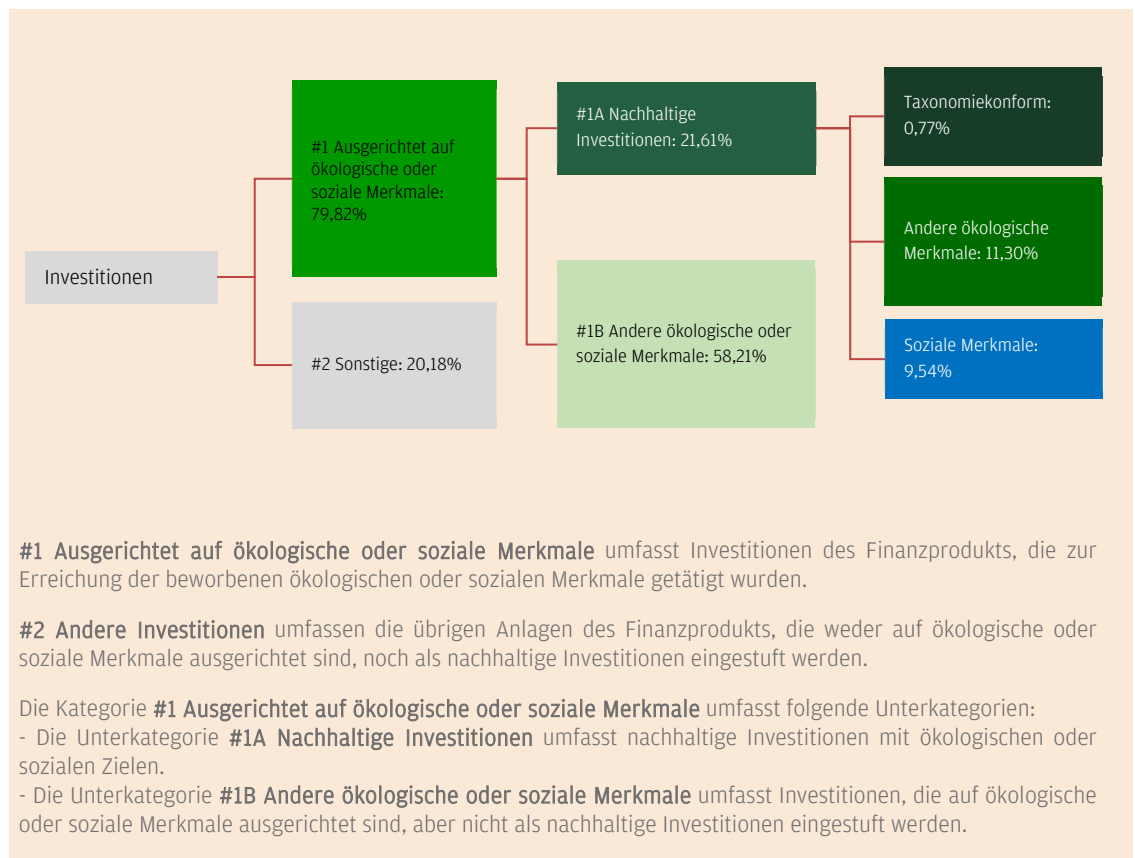 Investitionen
#1 Ausgerichtet auf
ökologische oder
soziale Merkmale:
79,82%
#2 Sonstige: 20,18%
#1A Nachhaltige
Investitionen: 21,61%
#1B Andere ökologische oder
soziale Merkmale: 58,21%
Taxonomiekonform:
0,77%
Andere ökologische
Merkmale: 11,30%
Soziale Merkmale:
9,54%
#1 Ausgerichtet auf ökologische oder soziale Merkmale umfasst Investitionen des Finanzprodukts, die zur
Erreichung der beworbenen ökologischen oder sozialen Merkmale getätigt wurden.
#2 Andere Investitionen umfassen die übrigen Anlagen des Finanzprodukts, die weder auf ökologische oder
soziale Merkmale ausgerichtet sind, noch als nachhaltige Investitionen eingestuft werden.
Die Kategorie #1 Ausgerichtet auf ökologische oder soziale Merkmale umfasst folgende Unterkategorien:
- Die Unterkategorie #1A Nachhaltige Investitionen umfasst nachhaltige Investitionen mit ökologischen oder
sozialen Zielen.
- Die Unterkategorie #1B Andere ökologische oder soziale Merkmale umfasst Investitionen, die auf ökologische
oder soziale Merkmale ausgerichtet sind, aber nicht als nachhaltige Investitionen eingestuft werden.